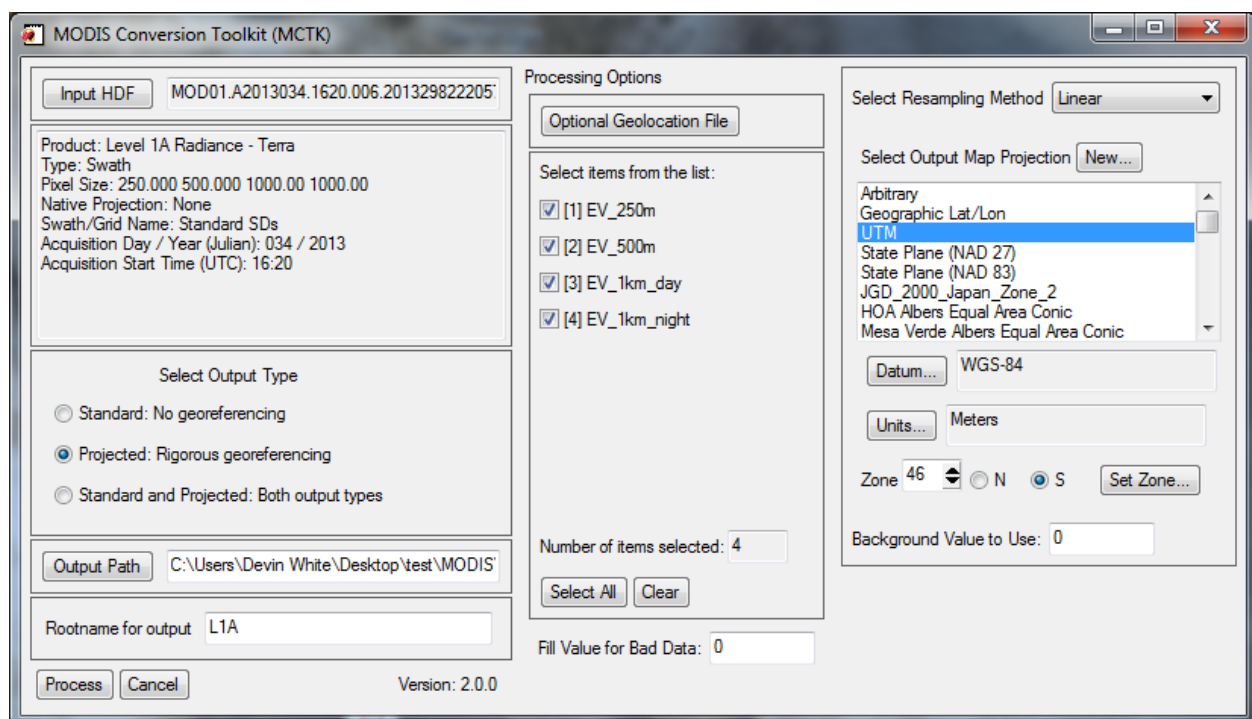 MODIS Conversion Toolkit (MCTK)
Input HDF MOD01.A2013034.1620.006.201329822205
Product: Level 1A Radiance - Terra
Type: Swath
Pixel Size: 250.000 500.000 1000.00 1000.00
Native Projection: None
Swath/Grid Name: Standard SDs
Acquisition Day / Year (Julian): 034 / 2013
Acquisition Start Time (UTC): 16:20
Select Output Type
Standard: No georeferencing
Projected: Rigorous georeferencing
Standard and Projected: Both output types
Output Path C:\Users\Devin White\Desktop\test\MODIS
Rootname for output L1A
Process Cancel Version: 2.0.0
Processing Options
Optional Geolocation File
Select items from the list:
[1] EV_250m
[2] EV_500m
[3] EV_1km_day
[4] EV_1km_night
Number of items selected: 4
Select All Clear
Fill Value for Bad Data: 0
Select Resampling Method Linear
Select Output Map Projection New...
Arbitrary
Geographic Lat/Lon
UTM
State Plane (NAD 27)
State Plane (NAD 83)
JGD_2000_Japan_Zone_2
HOA Albers Equal Area Conic
Mesa Verde Albers Equal Area Conic
Datum... WGS-84
Units... Meters
Zone 46 N S Set Zone...
Background Value to Use: 0